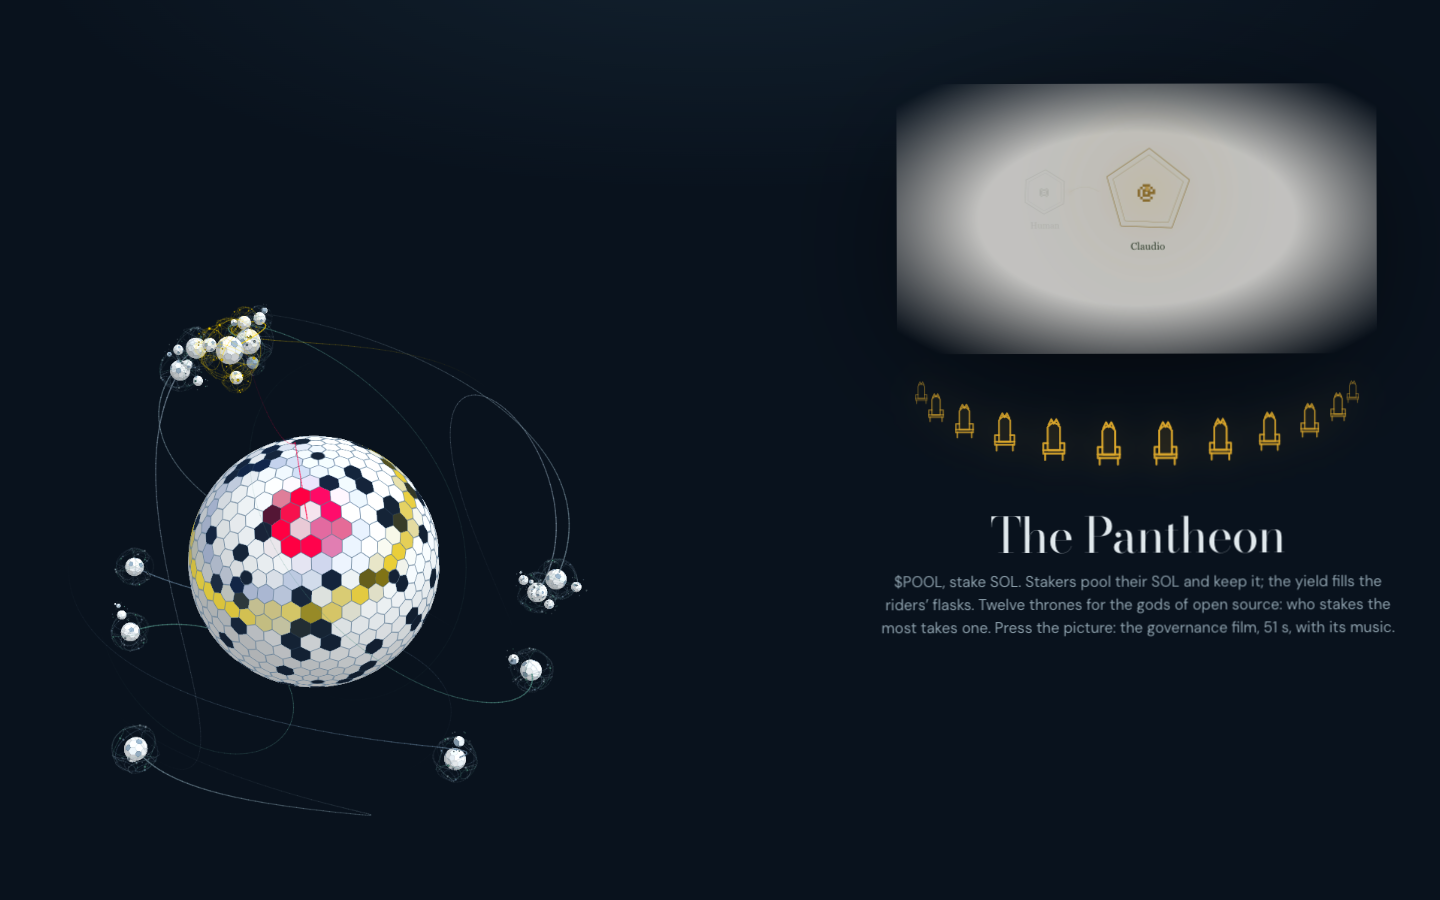 Claudio
The Pantheon
$POOL, stake SOL. Stakers pool their SOL and keep it; the yield fills the
riders’ flasks. Twelve thrones for the gods of open source: who stakes the
most takes one. Press the picture: the governance film, 51 s, with its music.